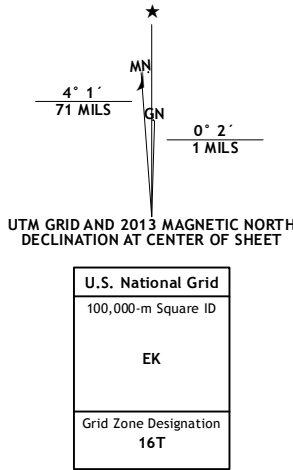 ★
MN
4° 1´
71 MILS
GN
0° 2´
1 MILS
UTM GRID AND 2013 MAGNETIC NORTH
DECLINATION AT CENTER OF SHEET
U.S. National Grid
100,000-m Square ID
EK
Grid Zone Designation
16T